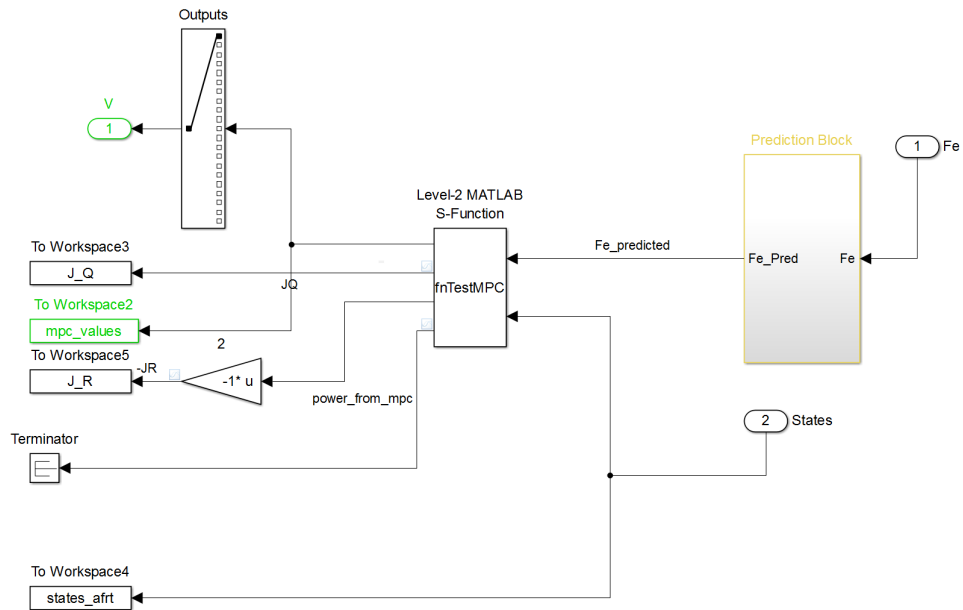 Outputs
V
1
Prediction Block
1
Fe
Level-2 MATLAB
S-Function
Fe_predicted
To Workspace3
J_Q
JQ
fnTestMPC
Fe_Pred
Fe
To Workspace2
mpc_values
2
To Workspace5
J_R
-JR
-1* u
power_from_mpc
2
States
Terminator
To Workspace4
states_afrt